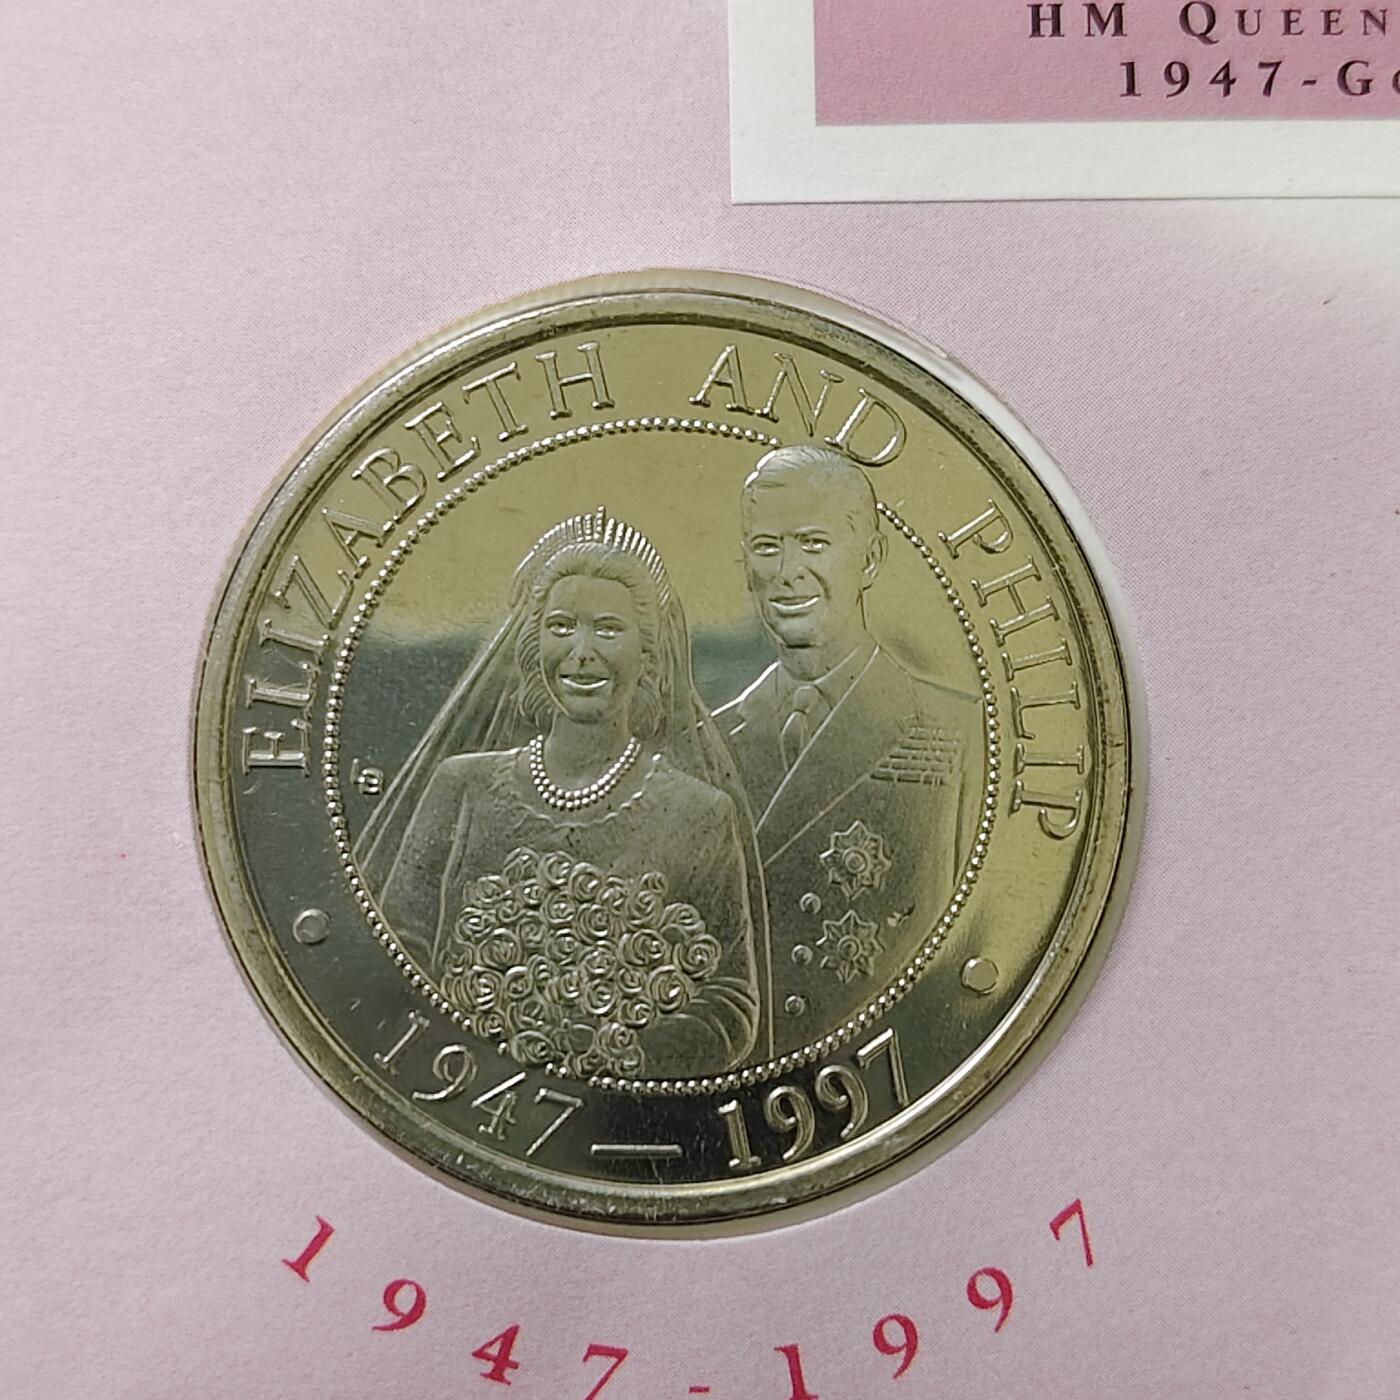 HM QUEEN
1947-G
ELIZABETH AND PHILIP
1947 — 1997
1947-1997